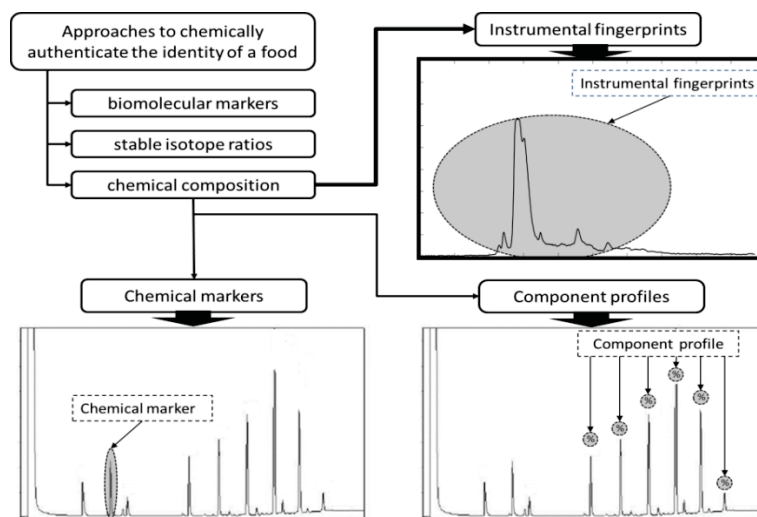 Approaches to chemically
authenticate the identity of a food
Instrumental fingerprints
Instrumental fingerprints
biomolecular markers
stable isotope ratios
chemical composition
Chemical markers
Component profiles
Component profile
Chemical marker
%
%
%
%
%
%